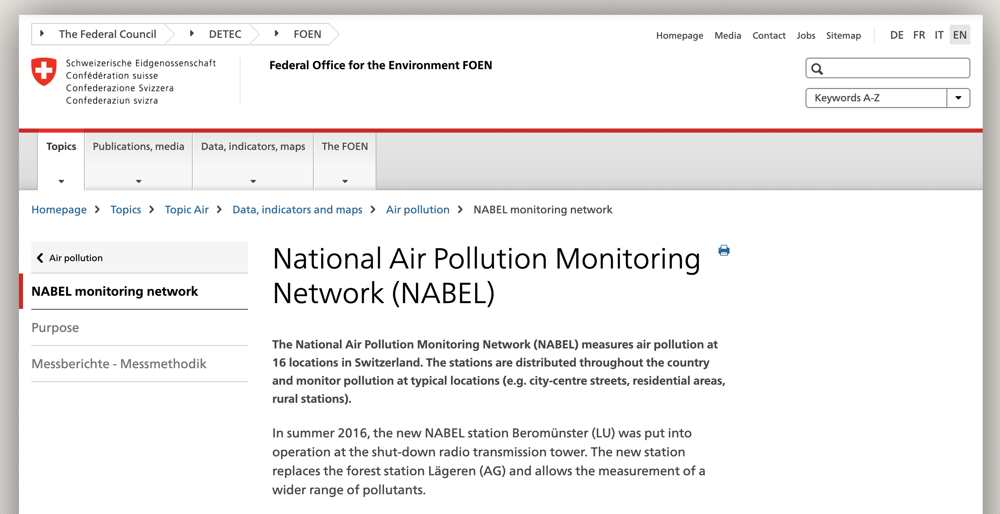 The Federal Council DETEC FOEN
Homepage Media Contact Jobs Sitemap DE FR IT EN
Schweizerische Eidgenossenschaft
Confédération suisse
Confederazione Svizzera
Confederaziun svizra
Federal Office for the Environment FOEN
Keywords A-Z
Topics Publications, media Data, indicators, maps The FOEN
Homepage Topics Topic Air Data, indicators and maps Air pollution NABEL monitoring network
Air pollution
NABEL monitoring network
Purpose
Messberichte - Messmethodik
National Air Pollution Monitoring
Network (NABEL)
The National Air Pollution Monitoring Network (NABEL) measures air pollution at
16 locations in Switzerland. The stations are distributed throughout the country
and monitor pollution at typical locations (e.g. city-centre streets, residential areas,
rural stations).
In summer 2016, the new NABEL station Beromünster (LU) was put into
operation at the shut-down radio transmission tower. The new station
replaces the forest station Lägeren (AG) and allows the measurement of a
wider range of pollutants.